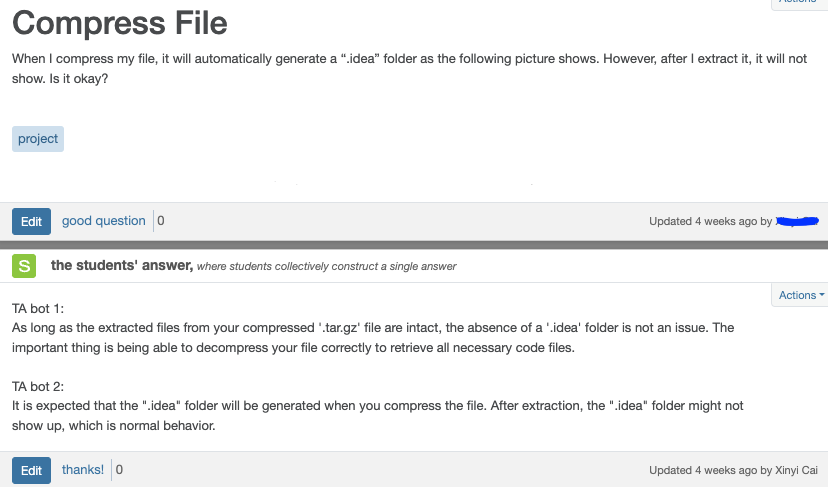 Actions
Compress File
When I compress my file, it will automatically generate a “.idea” folder as the following picture shows. However, after I extract it, it will not
show. Is it okay?
project
Edit good question 0 Updated 4 weeks ago by
S the students' answer, where students collectively construct a single answer
Actions
TA bot 1:
As long as the extracted files from your compressed '.tar.gz' file are intact, the absence of a '.idea' folder is not an issue. The
important thing is being able to decompress your file correctly to retrieve all necessary code files.
TA bot 2:
It is expected that the ".idea" folder will be generated when you compress the file. After extraction, the ".idea" folder might not
show up, which is normal behavior.
Edit thanks! 0 Updated 4 weeks ago by Xinyi Cai